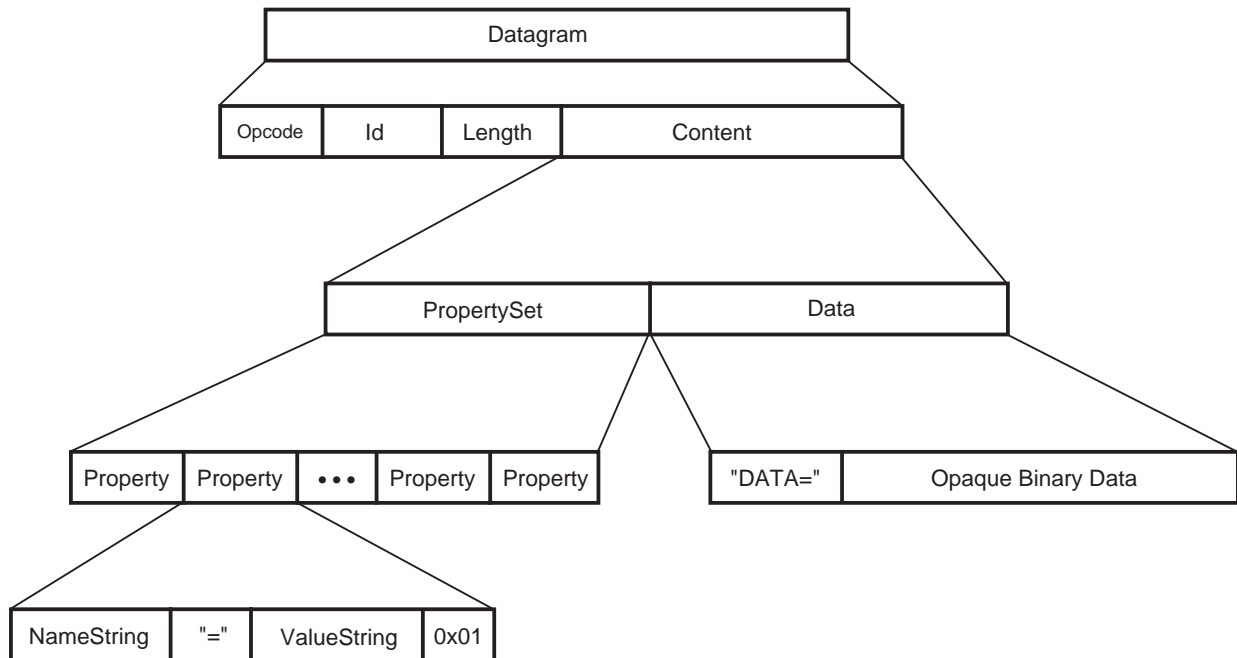 Datagram
Opcode Id Length Content
PropertySet Data
Property Property ••• Property Property "DATA=" Opaque Binary Data
NameString "=" ValueString 0x01